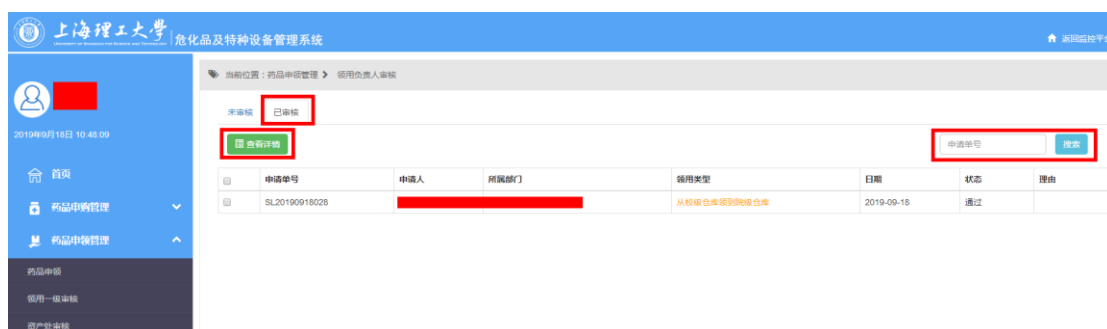 上海理工大学 危化品及特种设备管理系统
返回监控平台
当前位置：药品申领管理 领用负责人审核
2019年9月18日 10:48:09
未审核 已审核
查看详情
申请单号 搜索
首页
药品申购管理
药品申领管理
药品申领
领用一级审核
资产处审核
申请单号 申请人 所属部门 领用类型 日期 状态 理由
SL20190918028 从校级仓库领到院级仓库 2019-09-18 通过